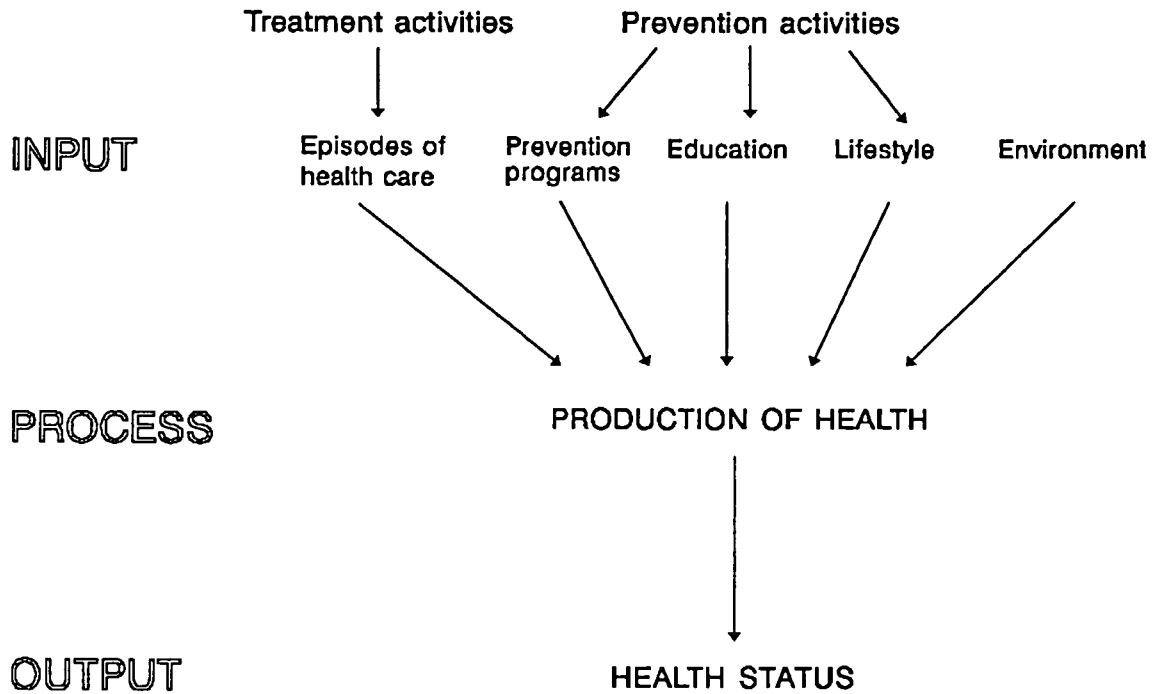 Treatment activities
Prevention activities
INPUT
Episodes of
health care
Prevention
programs
Education
Lifestyle
Environment
PROCESS
PRODUCTION OF HEALTH
OUTPUT
HEALTH STATUS